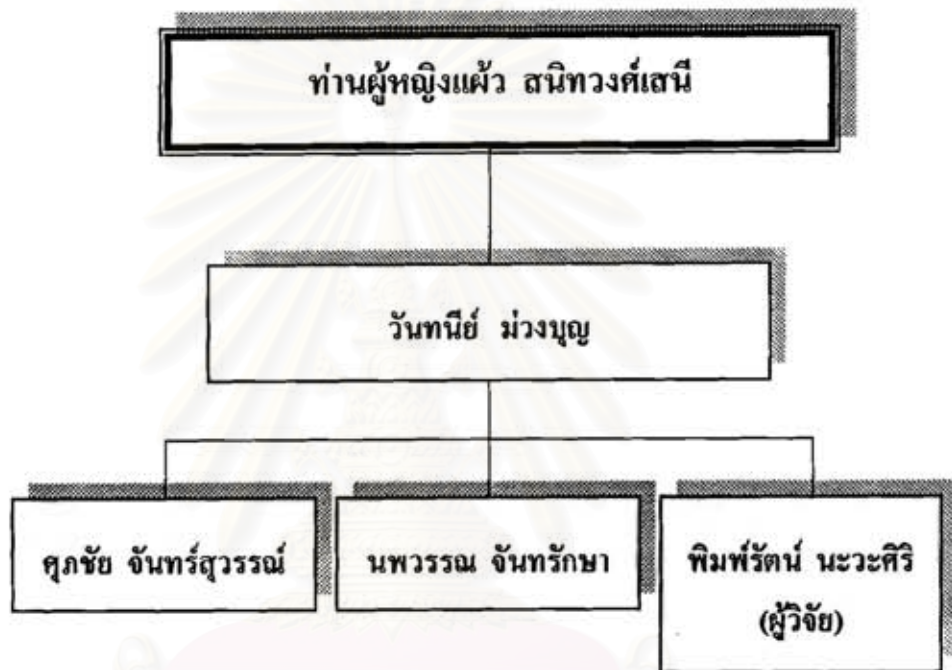 ท่านผู้หญิงแผ้ว สนิทวงศ์เสนี
วันทนีย์ ม่วงบุญ
ศุภชัย จันทร์สุวรรณ์
นพวรรณ จันทรักษา
พิมพ์รัตน์ นะวะศิริ
(ผู้วิจัย)